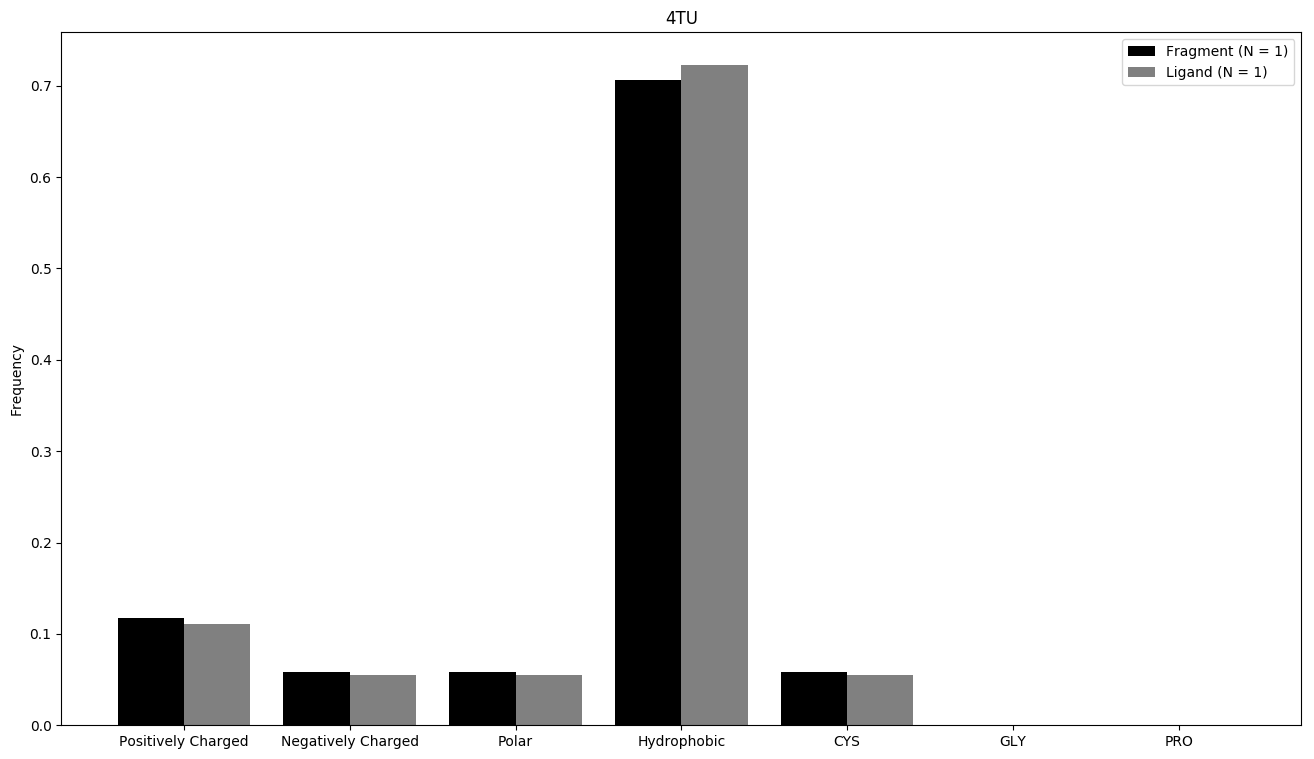 4TU
Fragment (N = 1)
Ligand (N = 1)
Frequency
0.7
0.6
0.5
0.4
0.3
0.2
0.1
0.0
Positively Charged Negatively Charged Polar Hydrophobic CYS GLY PRO